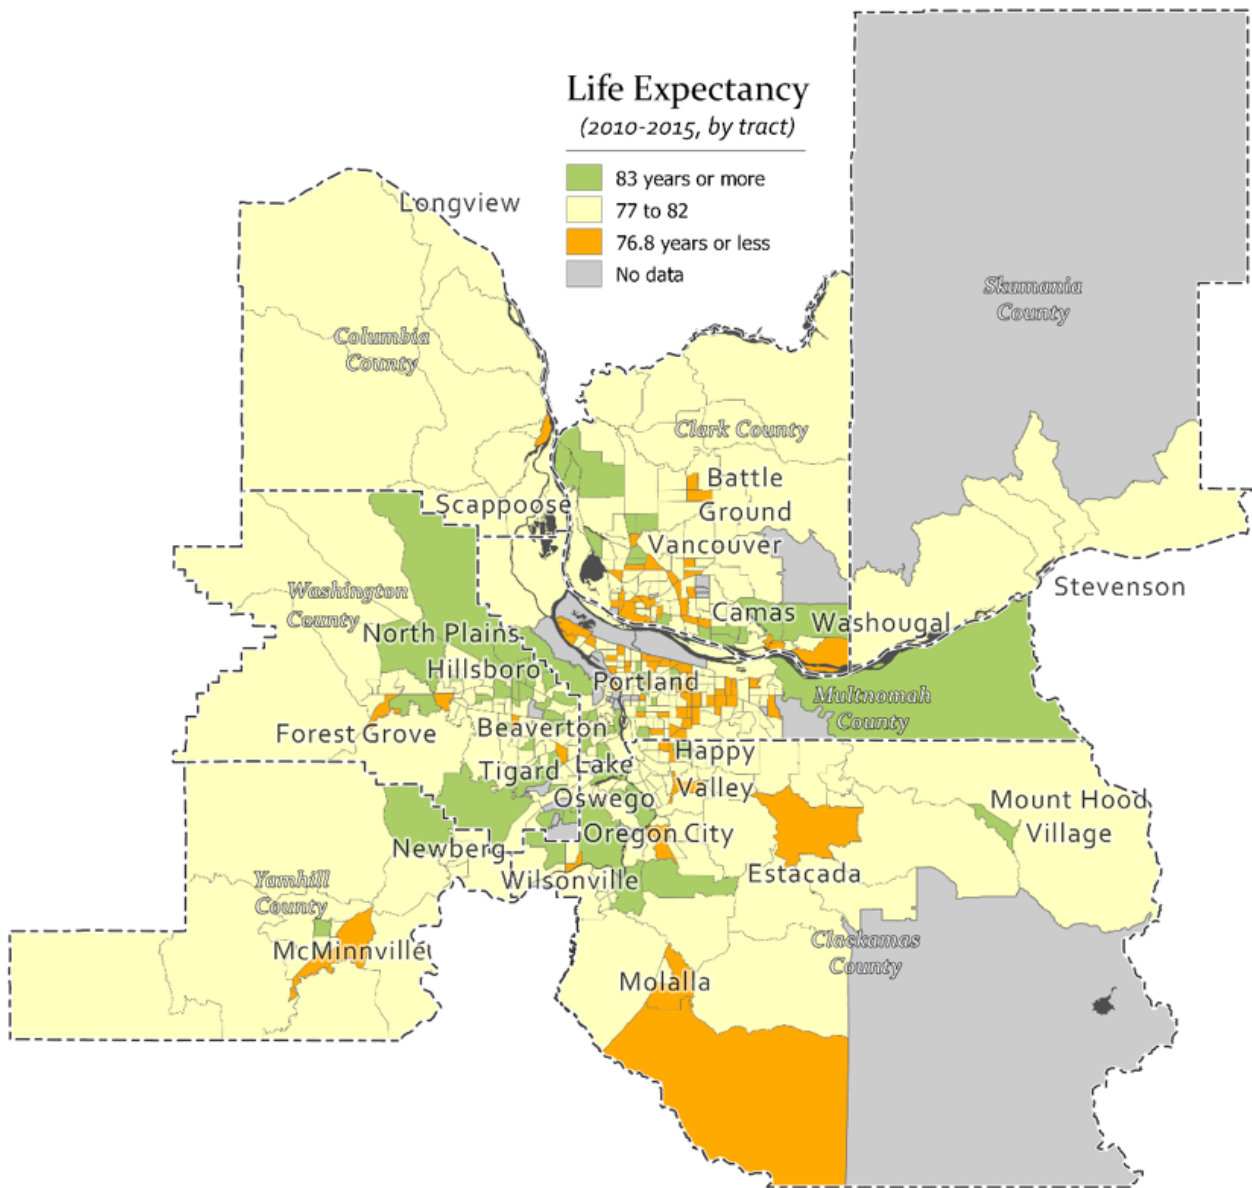 Life Expectancy
(2010-2015, by tract)
83 years or more
77 to 82
76.8 years or less
No data
Longview
Skamania
County
Columbia
County
Clark County
Battle
Ground
Scappoose
Vancouver
Stevenson
Washington
County
Camas
Washougal
North Plains
Hillsboro
Portland
Multnomah
County
Forest Grove
Beaverton
Happy
Valley
Tigard
Lake
Oswego
Mount Hood
Village
Oregon City
Newberg
Estacada
Wilsonville
Yamhill
County
McMinnville
Clackamas
County
Molalla